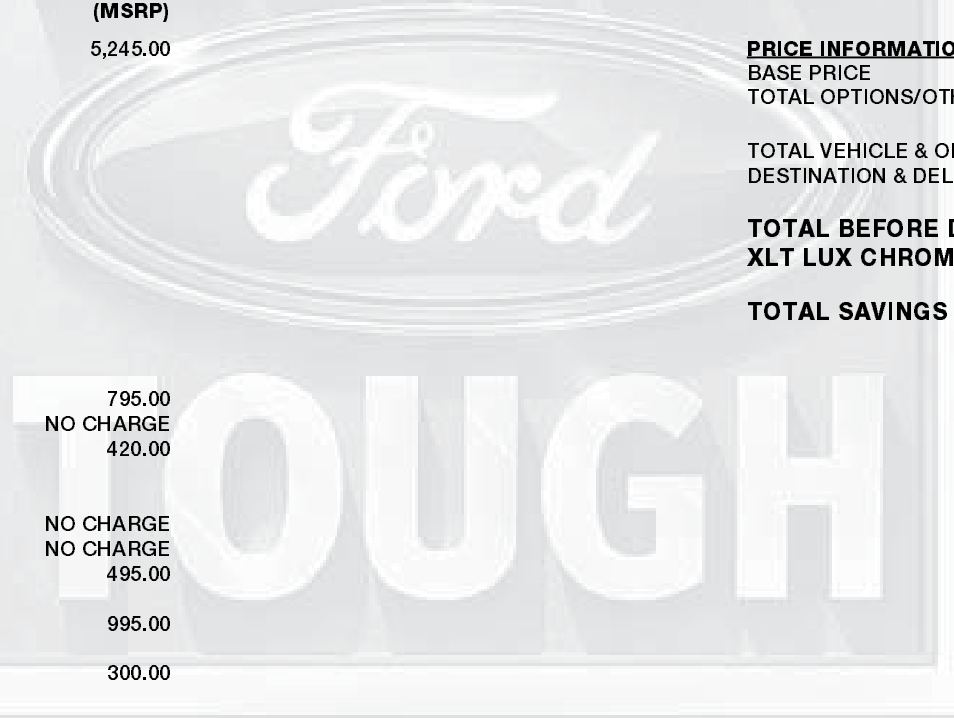 (MSRP)
5,245.00
795.00
NO CHARGE
420.00
NO CHARGE
NO CHARGE
495.00
995.00
300.00
PRICE INFORMATIO
BASE PRICE
TOTAL OPTIONS/OTH
TOTAL VEHICLE & O
DESTINATION & DEL
TOTAL BEFORE D
XLT LUX CHROM
TOTAL SAVINGS
Ford
TOUGH